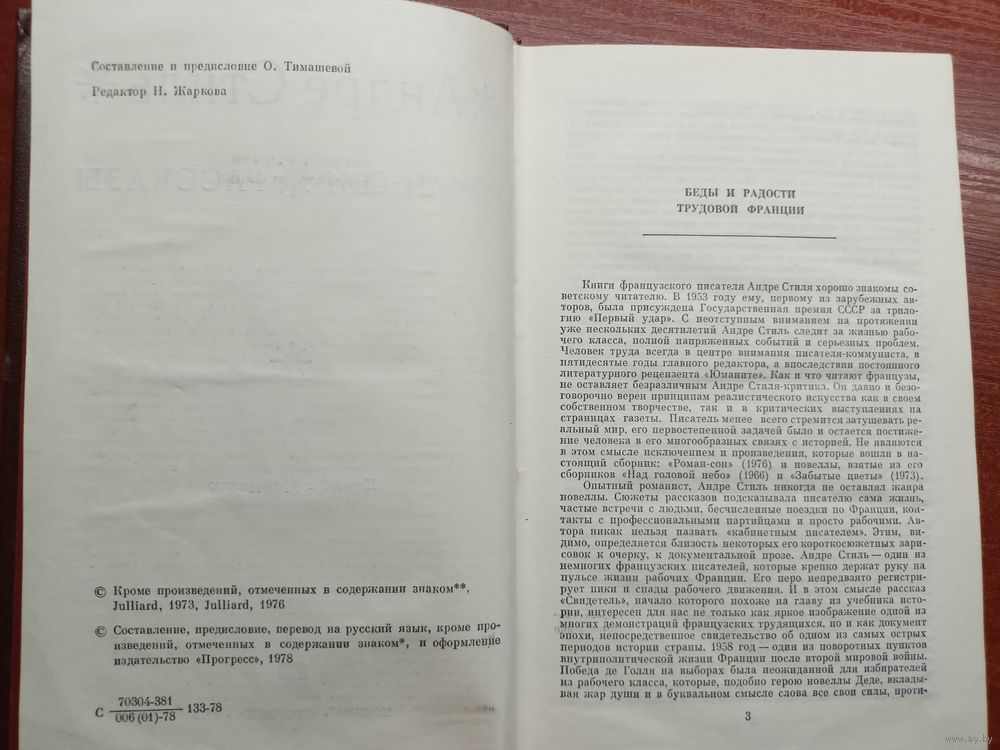 Составление и предисловие О. Тимашевой
Редактор Н. Жаркова
© Кроме произведений, отмеченных в содержании знаком**,
Julliard, 1973, Julliard, 1976
© Составление, предисловие, перевод на русский язык, кроме про-
изведений, отмеченных в содержании знаком*, и оформление
издательство «Прогресс», 1978
С 70304-381
006 (01)-78 133-78
БЕДЫ И РАДОСТИ
ТРУДОВОЙ ФРАНЦИИ
Книги французского писателя Андре Стиля хорошо знакомы со-
ветскому читателю. В 1953 году ему, первому из зарубежных ав-
торов, была присуждена Государственная премия СССР за трило-
гию «Первый удар». С неотступным вниманием на протяжении
уже нескольких десятилетий Андре Стиль следит за жизнью рабо-
чего класса, полной напряженных событий и серьезных проблем.
Человек труда всегда в центре внимания писателя-коммуниста, в
пятидесятые годы главного редактора, а впоследствии постоянного
литературного рецензента «Юманите». Как и что читают французы,
не оставляет безразличным Андре Стиля-критика. Он давно и безо-
говорочно верен принципам реалистического искусства как в своем
собственном творчестве, так и в критических выступлениях на
страницах газеты. Писатель менее всего стремится затушевать ре-
альный мир, его первостепенной задачей было и остается постиже-
ние человека в его многообразных связях с историей. Не являются
в этом смысле исключением и произведения, которые вошли в на-
стоящий сборник: «Роман-сон» (1976) и новеллы, взятые из его
сборников «Над головой небо» (1966) и «Забытые цветы» (1973).
Опытный романист, Андре Стиль никогда не оставлял жанра
новеллы. Сюжеты рассказов подсказывала писателю сама жизнь,
частые встречи с людьми, бесчисленные поездки по Франции, кон-
такты с профессиональными партийцами и просто рабочими. Ав-
тора никак нельзя назвать «кабинетным писателем». Этим, ви-
димо, определяется близость некоторых его короткосюжетных зари-
совок к очерку, к документальной прозе. Андре Стиль — один из
немногих французских писателей, которые крепко держат руку на
пульсе жизни рабочих Франции. Его перо непредвзято регистри-
рует пики и спады рабочего движения. И в этом смысле рассказ
«Свидетель», начало которого похоже на главу из учебника исто-
рии, интересен для нас не только как яркое изображение одной из
многих демонстраций французских трудящихся, но и как документ
эпохи, непосредственное свидетельство об одном из самых острых
периодов истории страны. 1958 год — один из поворотных пунктов
внутриполитической жизни Франции после второй мировой войны.
Победа де Голля на выборах была неожиданной для избирателей
из рабочего класса, которые, подобно герою новеллы Деде, вклады-
вая жар души и в буквальном смысле слова все свои силы, проти-
3
www.ay.by